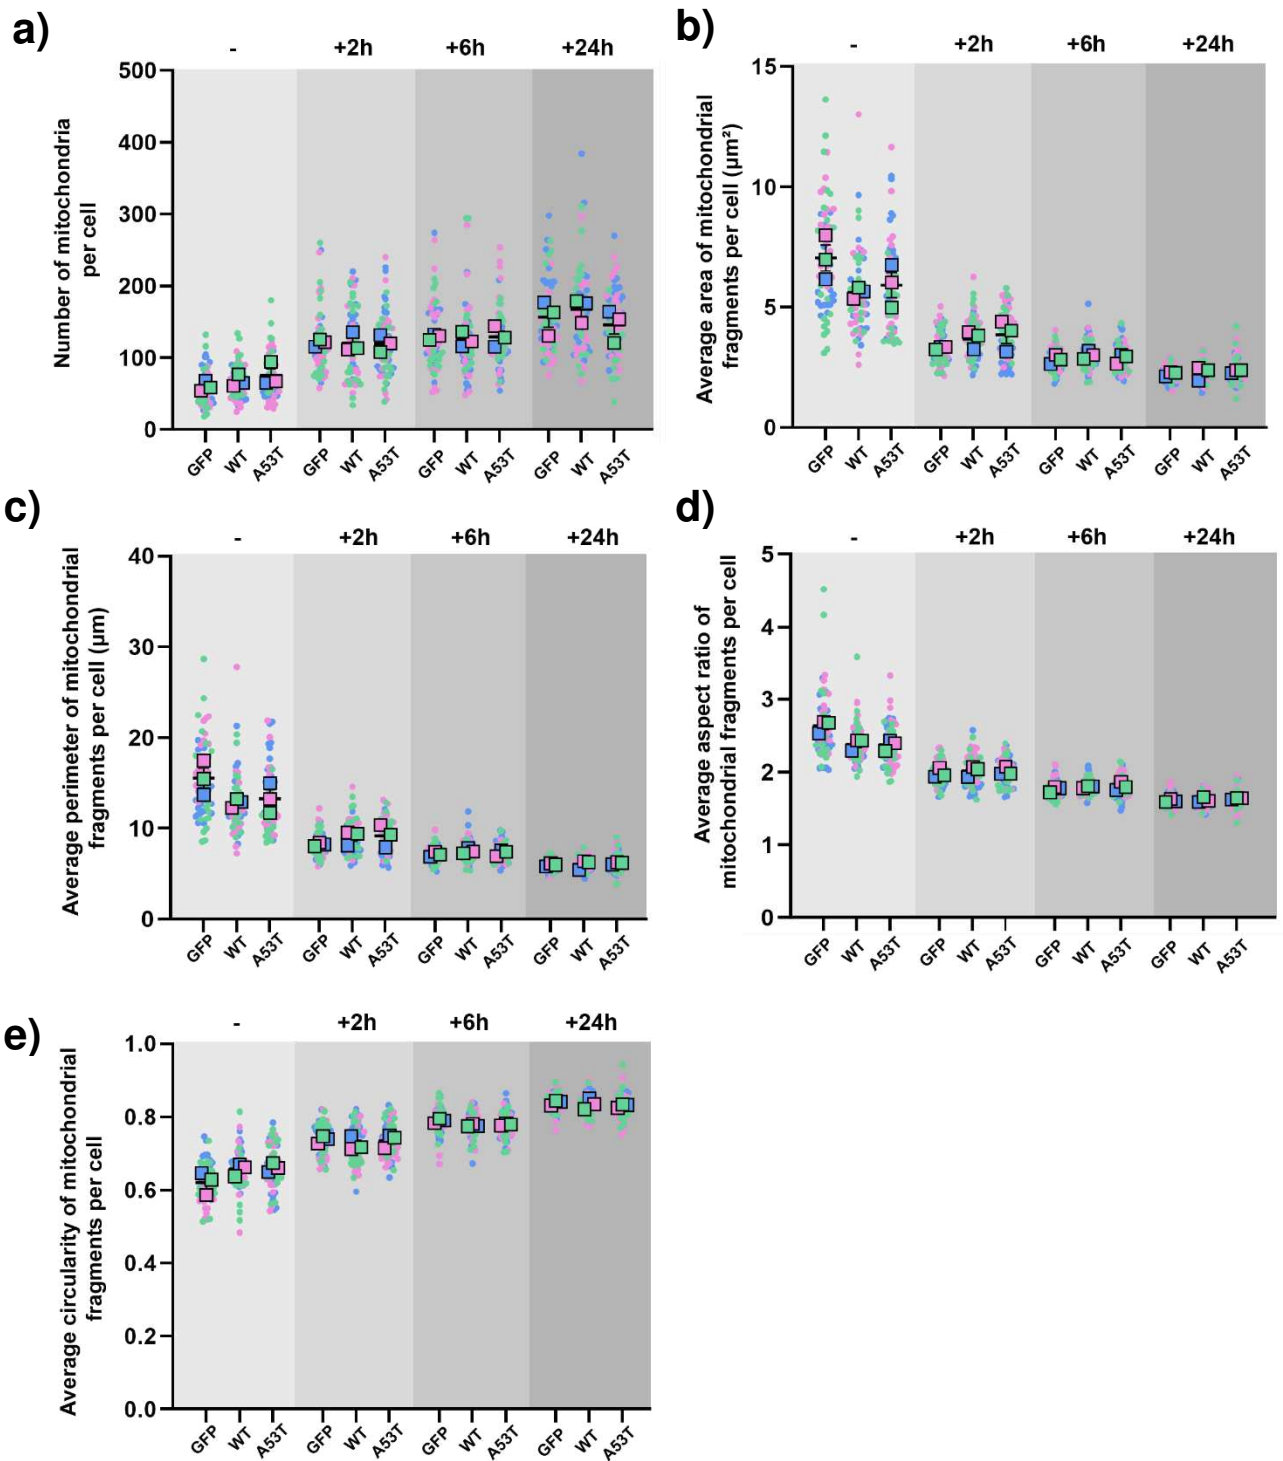 a)
- +2h +6h +24h
Number of mitochondria
per cell
500
400
300
200
100
0
GFP WT A53T GFP WT A53T GFP WT A53T GFP WT A53T
b)
- +2h +6h +24h
Average area of mitochondrial
fragments per cell (µm²)
15
10
5
0
GFP WT A53T GFP WT A53T GFP WT A53T GFP WT A53T
c)
- +2h +6h +24h
Average perimeter of mitochondrial
fragments per cell (µm)
40
30
20
10
0
GFP WT A53T GFP WT A53T GFP WT A53T GFP WT A53T
d)
- +2h +6h +24h
Average aspect ratio of
mitochondrial fragments per cell
5
4
3
2
1
0
GFP WT A53T GFP WT A53T GFP WT A53T GFP WT A53T
e)
- +2h +6h +24h
Average circularity of mitochondrial
fragments per cell
1.0
0.8
0.6
0.4
0.2
0.0
GFP WT A53T GFP WT A53T GFP WT A53T GFP WT A53T